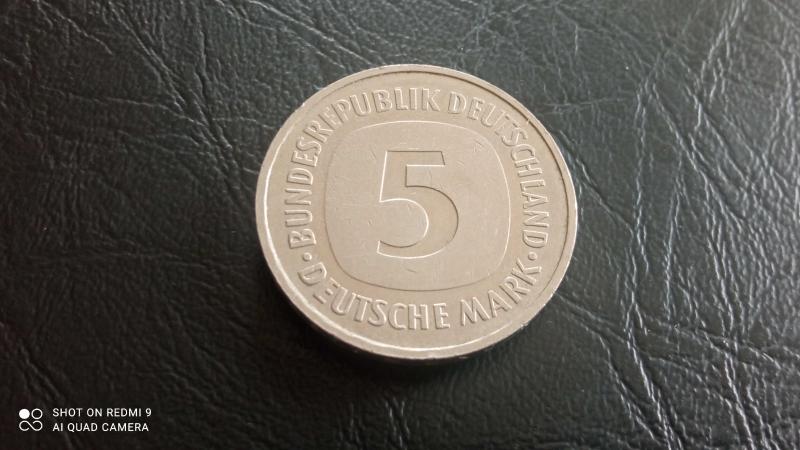 BUNDESREPUBLIK DEUTSCHLAND
5
· DEUTSCHE MARK ·
SHOT ON REDMI 9
AI QUAD CAMERA